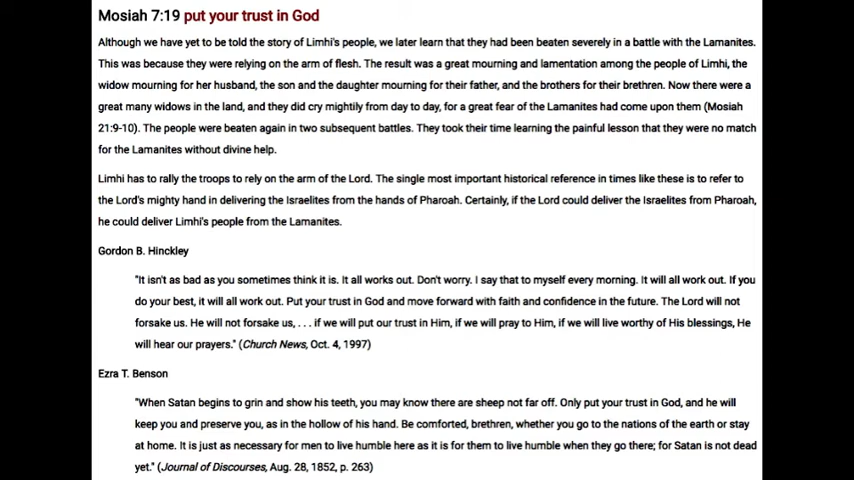 Mosiah 7:19 put your trust in God
Although we have yet to be told the story of Limhi's people, we later learn that they had been beaten severely in a battle with the Lamanites.
This was because they were relying on the arm of flesh. The result was a great mourning and lamentation among the people of Limhi, the
widow mourning for her husband, the son and the daughter mourning for their father, and the brothers for their brethren. Now there were a
great many widows in the land, and they did cry mightily from day to day, for a great fear of the Lamanites had come upon them (Mosiah
21:9-10). The people were beaten again in two subsequent battles. They took their time learning the painful lesson that they were no match
for the Lamanites without divine help.
Limhi has to rally the troops to rely on the arm of the Lord. The single most important historical reference in times like these is to refer to
the Lord's mighty hand in delivering the Israelites from the hands of Pharoah. Certainly, if the Lord could deliver the Israelites from Pharoah,
he could deliver Limhi's people from the Lamanites.
Gordon B. Hinckley
"It isn't as bad as you sometimes think it is. It all works out. Don't worry. I say that to myself every morning. It will all work out. If you
do your best, it will all work out. Put your trust in God and move forward with faith and confidence in the future. The Lord will not
forsake us. He will not forsake us, . . . if we will put our trust in Him, if we will pray to Him, if we will live worthy of His blessings, He
will hear our prayers." (Church News, Oct. 4, 1997)
Ezra T. Benson
"When Satan begins to grin and show his teeth, you may know there are sheep not far off. Only put your trust in God, and he will
keep you and preserve you, as in the hollow of his hand. Be comforted, brethren, whether you go to the nations of the earth or stay
at home. It is just as necessary for men to live humble here as it is for them to live humble when they go there; for Satan is not dead
yet." (Journal of Discourses, Aug. 28, 1852, p. 263)